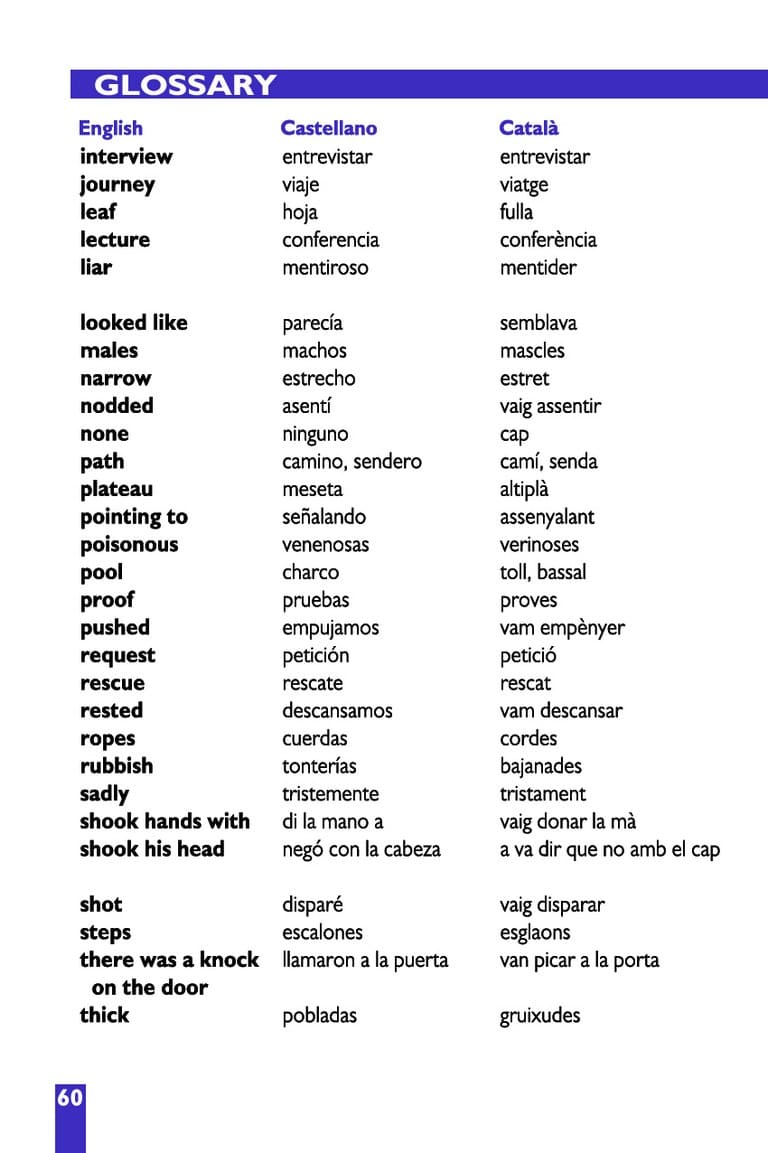 GLOSSARY
English Castellano Català
interview entrevistar entrevistar
journey viaje viatge
leaf hoja fulla
lecture conferencia conferència
liar mentiroso mentider
looked like parecía semblava
males machos mascles
narrow estrecho estret
nodded asentí vaig assentir
none ninguno cap
path camino, sendero camí, senda
plateau meseta altiplà
pointing to señalando assenyalant
poisonous venenosas verinoses
pool charco toll, bassal
proof pruebas proves
pushed empujamos vam empènyer
request petición petició
rescue rescate rescat
rested descansamos vam descansar
ropes cuerdas cordes
rubbish tonterías bajanades
sadly tristemente tristament
shook hands with di la mano a vaig donar la mà
shook his head negó con la cabeza a va dir que no amb el cap
shot disparé vaig disparar
steps escalones esglaons
there was a knock llamaron a la puerta van picar a la porta
on the door
thick pobladas gruixudes
60